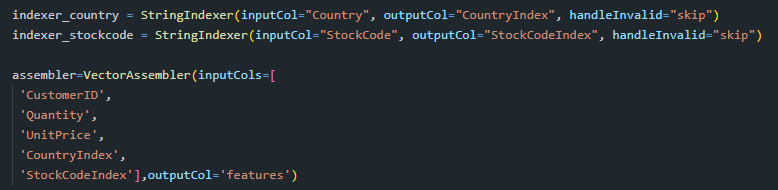 indexer_country = StringIndexer(inputCol="Country", outputCol="CountryIndex", handleInvalid="skip")
indexer_stockcode = StringIndexer(inputCol="StockCode", outputCol="StockCodeIndex", handleInvalid="skip")
assembler=VectorAssembler(inputCols=[
'CustomerID',
'Quantity',
'UnitPrice',
'CountryIndex',
'StockCodeIndex'],outputCol='features')